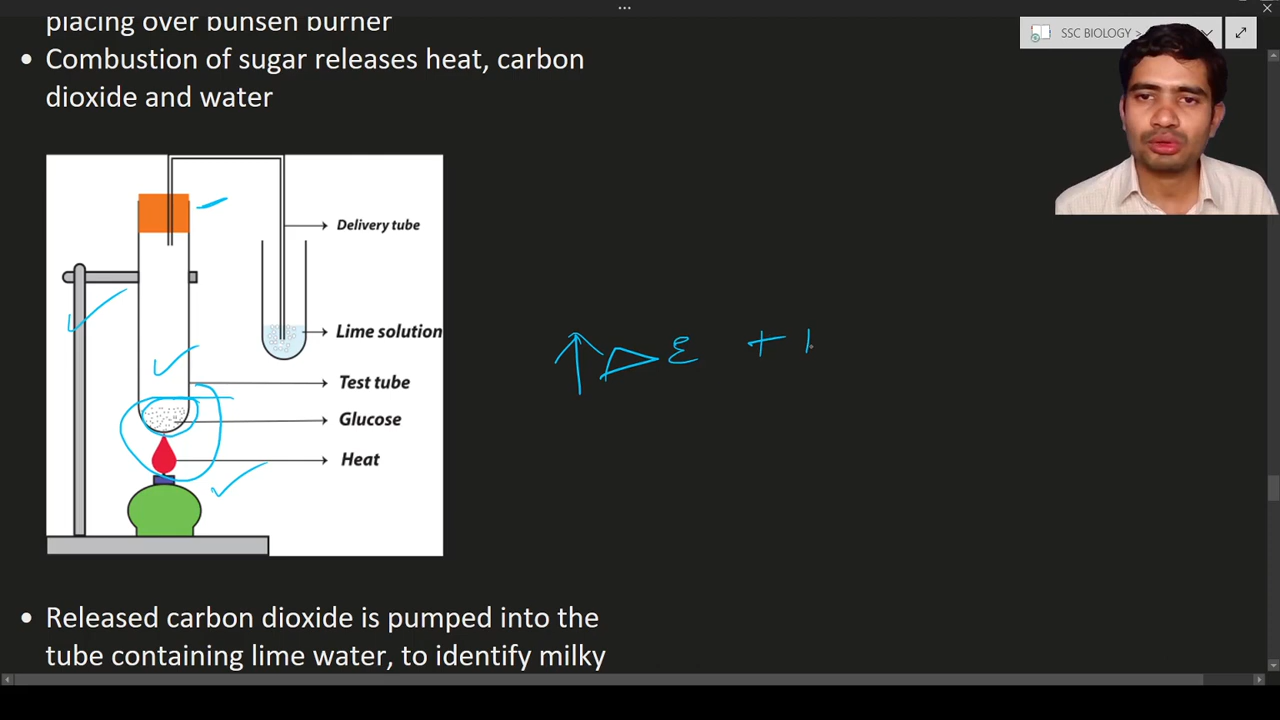 placing over bunsen burner
• Combustion of sugar releases heat, carbon
dioxide and water
SSC BIOLOGY >
Delivery tube
Lime solution
Test tube
Glucose
Heat
ε +
• Released carbon dioxide is pumped into the
tube containing lime water, to identify milky